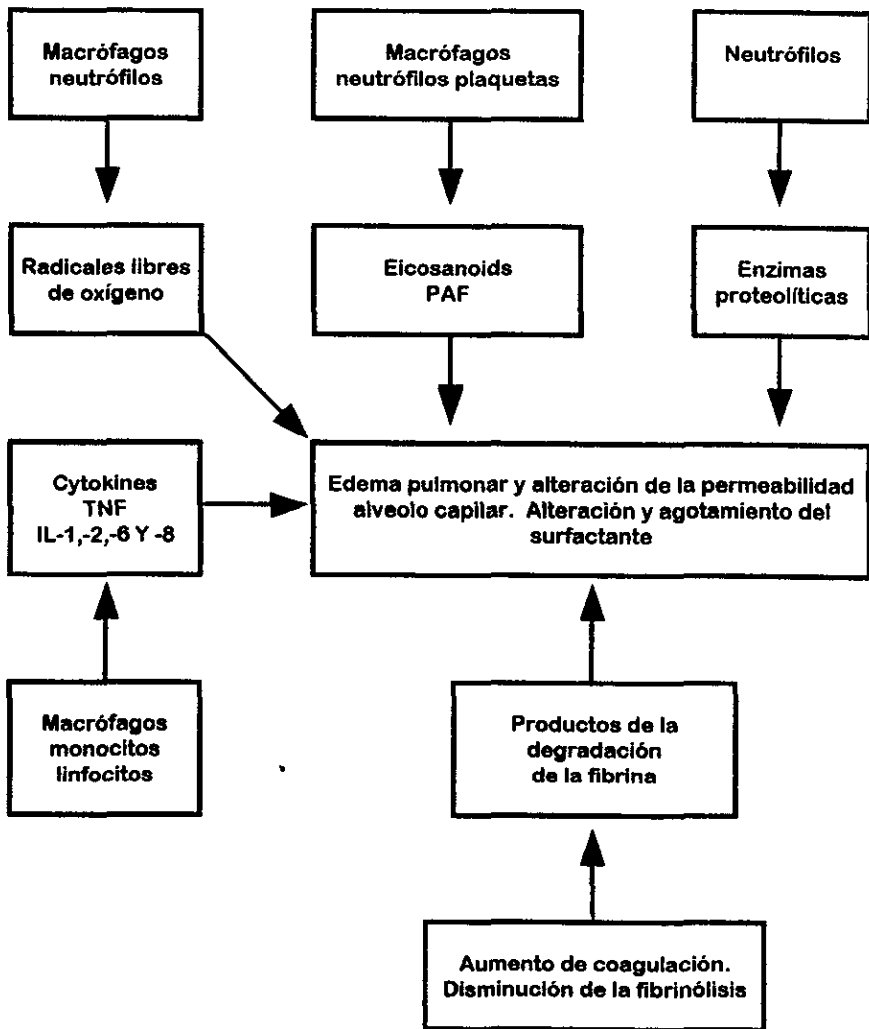 Macrófagos
neutrófilos
Macrófagos
neutrófilos plaquetas
Neutrófilos
Radicales libres
de oxígeno
Eicosanoids
PAF
Enzimas
proteolíticas
Cytokines
TNF
IL-1,-2,-6 Y -8
Edema pulmonar y alteración de la permeabilidad
alveolo capilar. Alteración y agotamiento del
surfactante
Macrófagos
monocitos
linfocitos
Productos de la
degradación
de la fibrina
Aumento de coagulación.
Disminución de la fibrinólisis